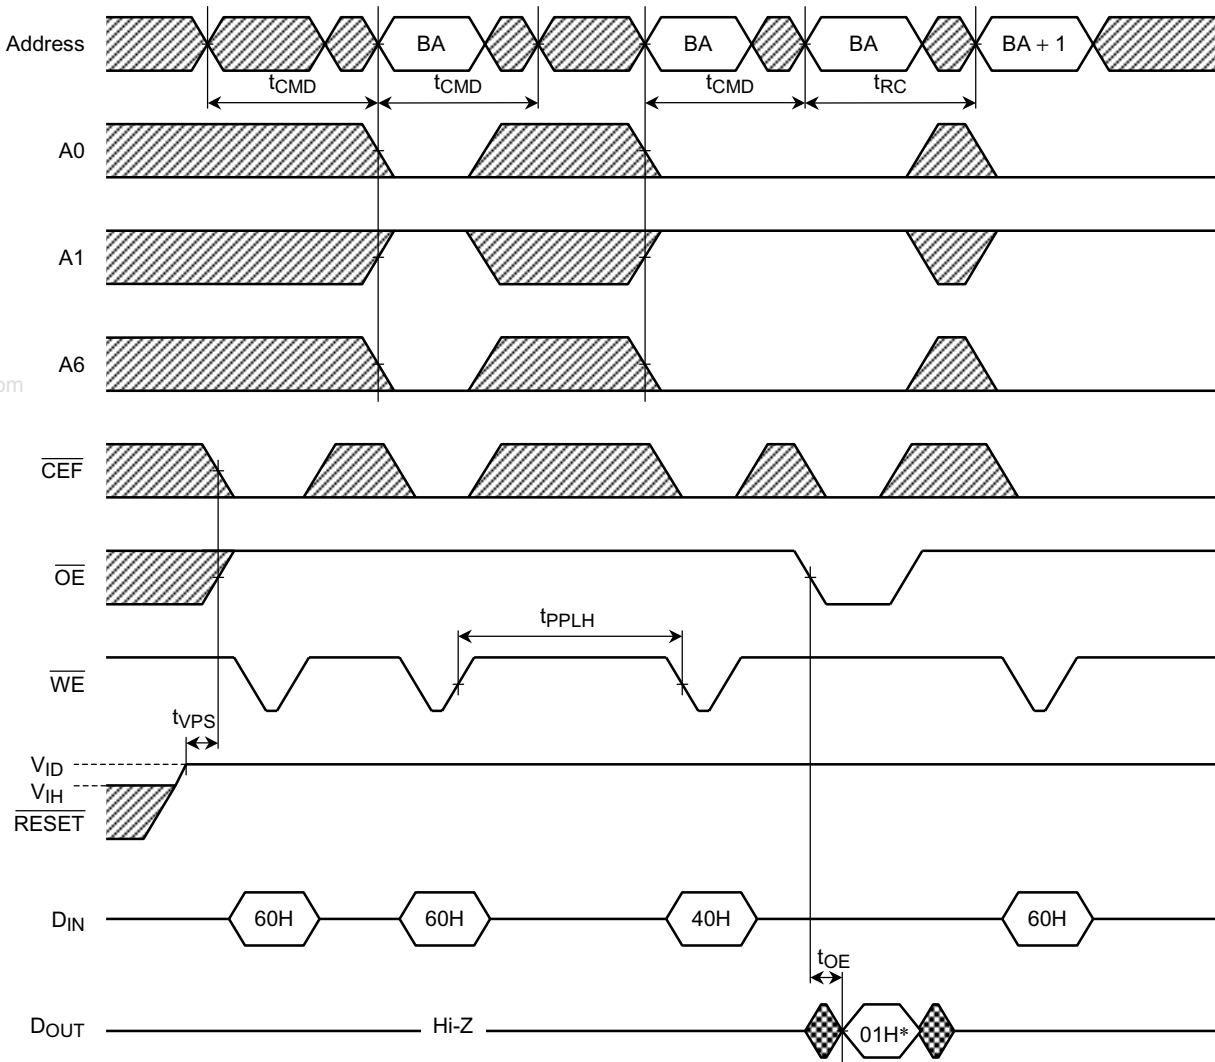 Address
BA
BA
BA
BA + 1
tCMD
tCMD
tCMD
tRC
A0
A1
A6
om
CEF
OE
tPPLH
WE
tVPS
VID
VIH
RESET
DIN
60H
60H
40H
60H
tOE
DOUT
Hi-Z
01H*